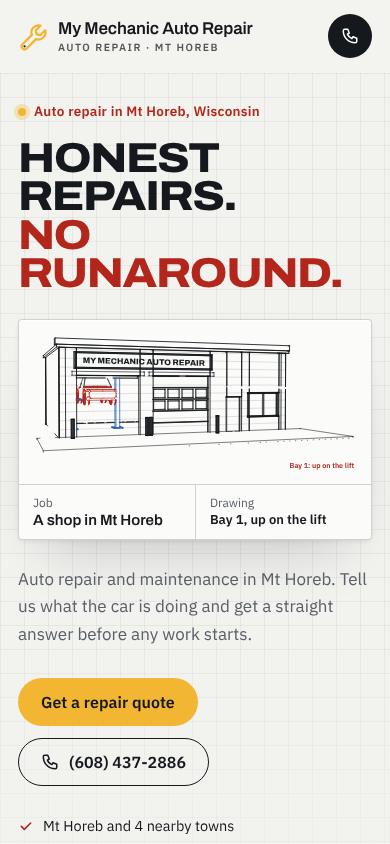 My Mechanic Auto Repair
AUTO REPAIR · MT HOREB
Auto repair in Mt Horeb, Wisconsin
HONEST
REPAIRS.
NO
RUNAROUND.
MY MECHANIC AUTO REPAIR
Bay 1: up on the lift
Job
A shop in Mt Horeb
Drawing
Bay 1, up on the lift
Auto repair and maintenance in Mt Horeb. Tell
us what the car is doing and get a straight
answer before any work starts.
Get a repair quote
(608) 437-2886
Mt Horeb and 4 nearby towns